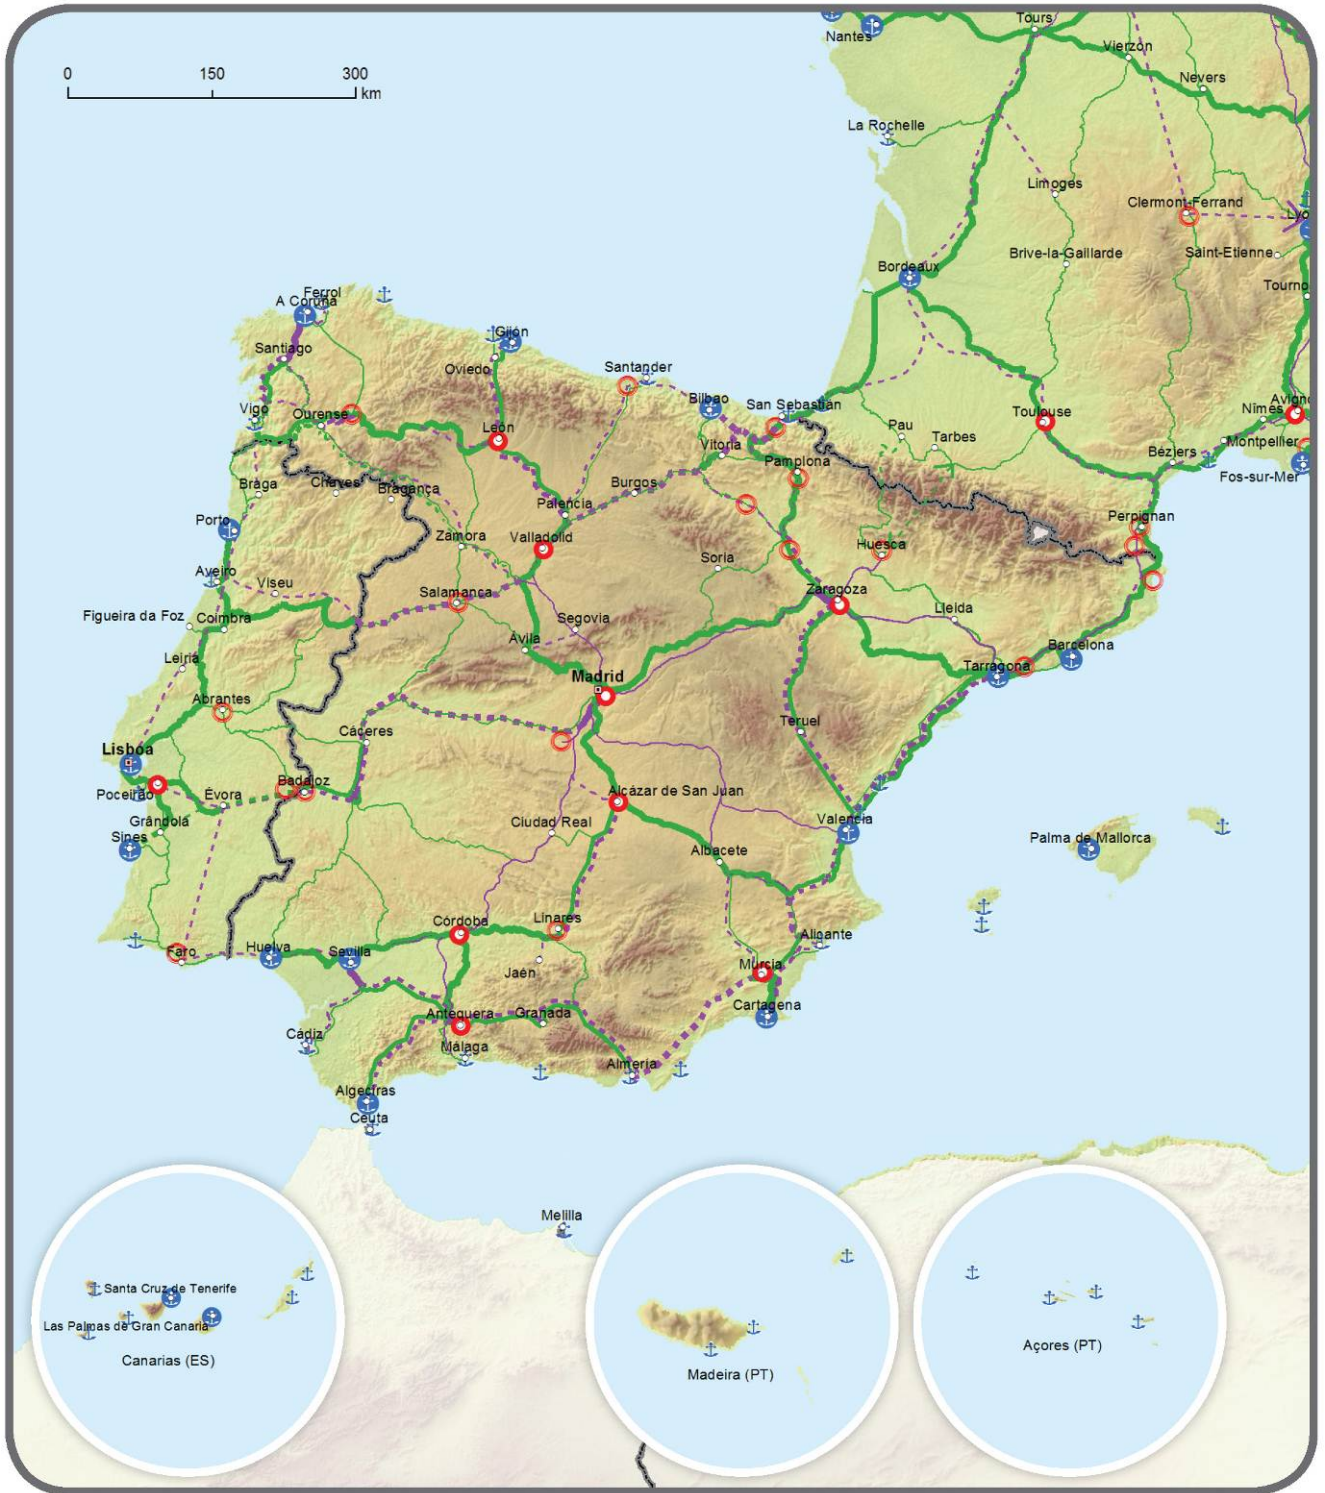 Tours
Nantes
Vierzon
Nevers
0 150 300
km
La Rochelle
Limoges
Clermont-Ferrand
Lyo
Brive-la-Gaillarde
Saint-Etienne
Bordeaux
Tourno
Ferrol
A Coruña
Gijón
Santiago
Oviedo
Santander
Bilbao
San Sebastián
Avigno
Vigo
Ourense
León
Toulouse
Nîmes
Pau
Vitoria
Tarbes
Montpellier
Béziers
Pamplona
Fos-sur-Mer
Braga
Chaves
Bragança
Burgos
Palencia
Perpignan
Porto
Zamora
Valladolid
Soria
Huesca
Aveiro
Viseu
Salamanca
Zaragoza
Figueira da Foz
Coimbra
Segovia
Lleida
Ávila
Barcelona
Leiria
Tarragona
Madrid
Abrantes
Teruel
Cáceres
Lisboa
Badajoz
Poceirão
Évora
Alcázar de San Juan
Grândola
Ciudad Real
Valencia
Sines
Palma de Mallorca
Albacete
Córdoba
Linares
Alicante
Faro
Huelva
Sevilla
Jaén
Murcia
Cartagena
Antequera
Granada
Cádiz
Málaga
Almería
Algeciras
Ceuta
Melilla
Santa Cruz de Tenerife
Las Palmas de Gran Canaria
Canarias (ES)
Madeira (PT)
Açores (PT)